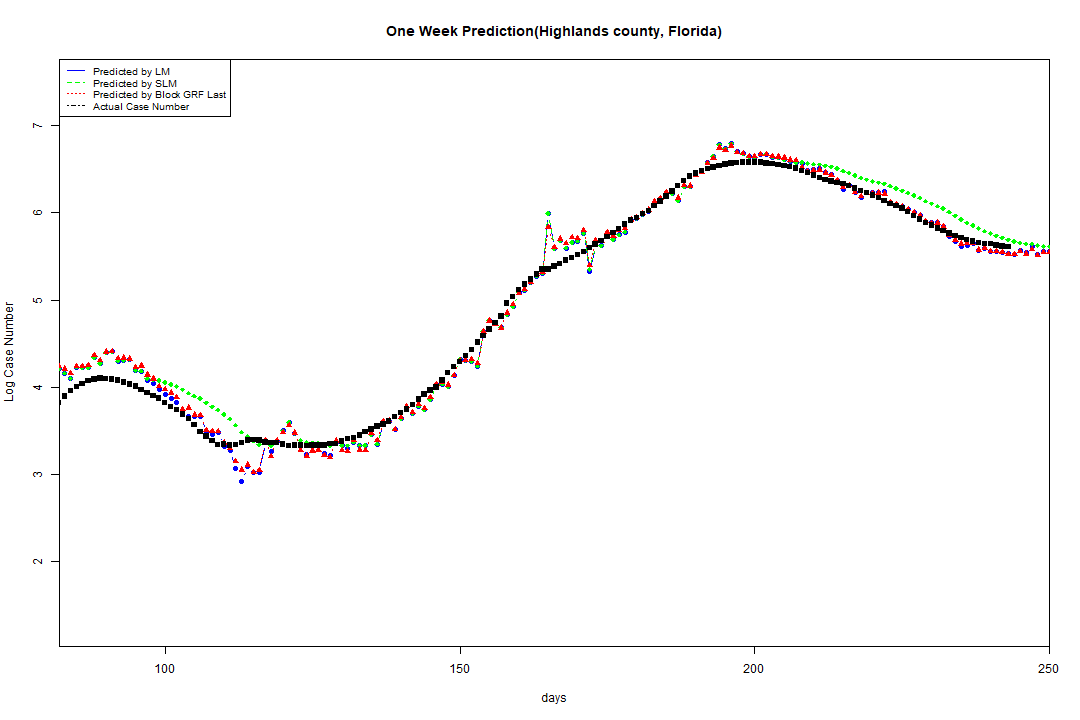 One Week Prediction(Highlands county, Florida)
Predicted by LM
Predicted by SLM
Predicted by Block GRF Last
Actual Case Number
7
6
5
4
3
2
Log Case Number
100 150 200 250
days